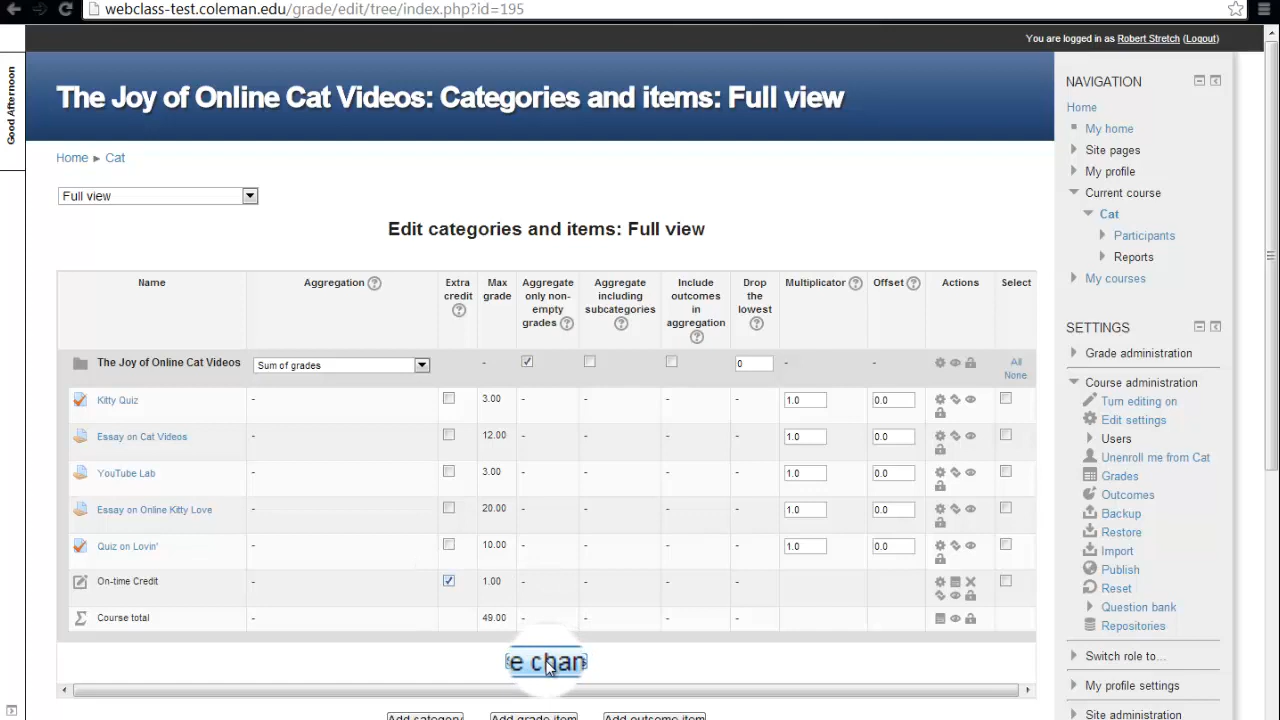 webclass-test.coleman.edu/grade/edit/tree/index.php?id=195
You are logged in as Robert Stretch (Logout)
Good Afternoon
The Joy of Online Cat Videos: Categories and items: Full view
Home ► Cat
Full view
Edit categories and items: Full view
Name Aggregation Extra credit Max grade Aggregate only non-empty grades Aggregate including subcategories Include outcomes in aggregation Drop the lowest Multiplicator Offset Actions Select
The Joy of Online Cat Videos Sum of grades - 0 - - All None
Kitty Quiz - 3.00 - - - - 1.0 0.0
Essay on Cat Videos - 12.00 - - - - 1.0 0.0
YouTube Lab - 3.00 - - - - 1.0 0.0
Essay on Online Kitty Love - 20.00 - - - - 1.0 0.0
Quiz on Lovin' - 10.00 - - - - 1.0 0.0
On-time Credit - 1.00 - - - -
Course total - 49.00 - - - -
e chan
Add category Add grade item Add outcome item
NAVIGATION
Home
My home
Site pages
My profile
Current course
Cat
Participants
Reports
My courses
SETTINGS
Grade administration
Course administration
Turn editing on
Edit settings
Users
Unenroll me from Cat
Grades
Outcomes
Backup
Restore
Import
Publish
Reset
Question bank
Repositories
Switch role to...
My profile settings
Site administration